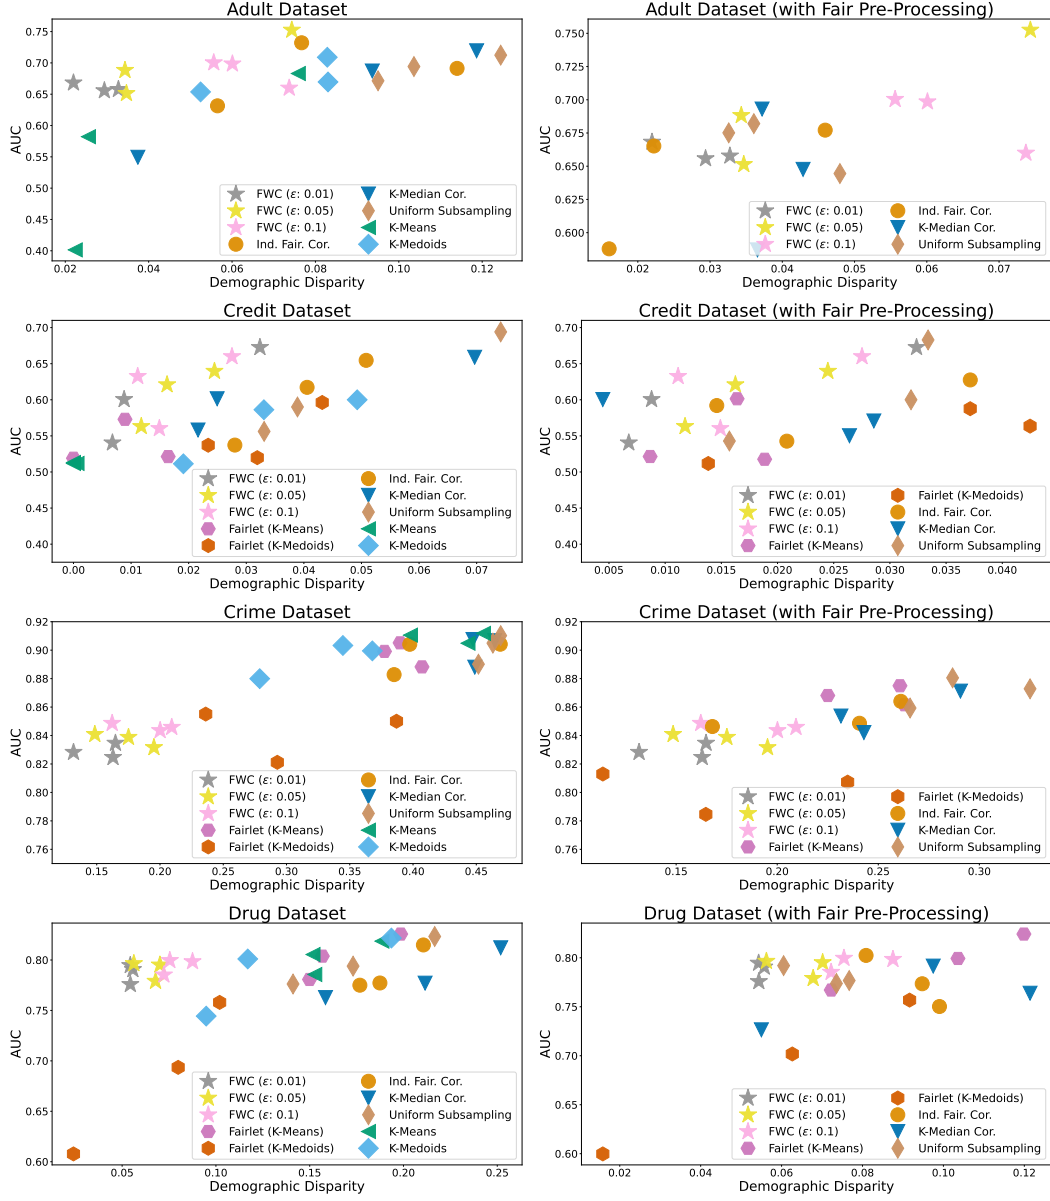 Adult Dataset
0.75
0.70
0.65
0.60
0.55
0.50
0.45
0.40
AUC
FWC (ε: 0.01)
FWC (ε: 0.05)
FWC (ε: 0.1)
Ind. Fair. Cor.
K-Median Cor.
Uniform Subsampling
K-Means
K-Medoids
0.02 0.04 0.06 0.08 0.10 0.12
Demographic Disparity
Adult Dataset (with Fair Pre-Processing)
0.750
0.725
0.700
0.675
0.650
0.625
0.600
AUC
FWC (ε: 0.01)
FWC (ε: 0.05)
FWC (ε: 0.1)
Ind. Fair. Cor.
K-Median Cor.
Uniform Subsampling
0.02 0.03 0.04 0.05 0.06 0.07
Demographic Disparity
Credit Dataset
0.70
0.65
0.60
0.55
0.50
0.45
0.40
AUC
FWC (ε: 0.01)
FWC (ε: 0.05)
FWC (ε: 0.1)
Fairlet (K-Means)
Fairlet (K-Medoids)
Ind. Fair. Cor.
K-Median Cor.
Uniform Subsampling
K-Means
K-Medoids
0.00 0.01 0.02 0.03 0.04 0.05 0.06 0.07
Demographic Disparity
Credit Dataset (with Fair Pre-Processing)
0.70
0.65
0.60
0.55
0.50
0.45
0.40
AUC
FWC (ε: 0.01)
FWC (ε: 0.05)
FWC (ε: 0.1)
Fairlet (K-Means)
Fairlet (K-Medoids)
Ind. Fair. Cor.
K-Median Cor.
Uniform Subsampling
0.005 0.010 0.015 0.020 0.025 0.030 0.035 0.040
Demographic Disparity
Crime Dataset
0.92
0.90
0.88
0.86
0.84
0.82
0.80
0.78
0.76
AUC
FWC (ε: 0.01)
FWC (ε: 0.05)
FWC (ε: 0.1)
Fairlet (K-Means)
Fairlet (K-Medoids)
Ind. Fair. Cor.
K-Median Cor.
Uniform Subsampling
K-Means
K-Medoids
0.15 0.20 0.25 0.30 0.35 0.40 0.45
Demographic Disparity
Crime Dataset (with Fair Pre-Processing)
0.92
0.90
0.88
0.86
0.84
0.82
0.80
0.78
0.76
AUC
FWC (ε: 0.01)
FWC (ε: 0.05)
FWC (ε: 0.1)
Fairlet (K-Means)
Fairlet (K-Medoids)
Ind. Fair. Cor.
K-Median Cor.
Uniform Subsampling
0.15 0.20 0.25 0.30
Demographic Disparity
Drug Dataset
0.80
0.75
0.70
0.65
0.60
AUC
FWC (ε: 0.01)
FWC (ε: 0.05)
FWC (ε: 0.1)
Fairlet (K-Means)
Fairlet (K-Medoids)
Ind. Fair. Cor.
K-Median Cor.
Uniform Subsampling
K-Means
K-Medoids
0.05 0.10 0.15 0.20 0.25
Demographic Disparity
Drug Dataset (with Fair Pre-Processing)
0.80
0.75
0.70
0.65
0.60
AUC
FWC (ε: 0.01)
FWC (ε: 0.05)
FWC (ε: 0.1)
Fairlet (K-Means)
Fairlet (K-Medoids)
Ind. Fair. Cor.
K-Median Cor.
Uniform Subsampling
0.02 0.04 0.06 0.08 0.10 0.12
Demographic Disparity